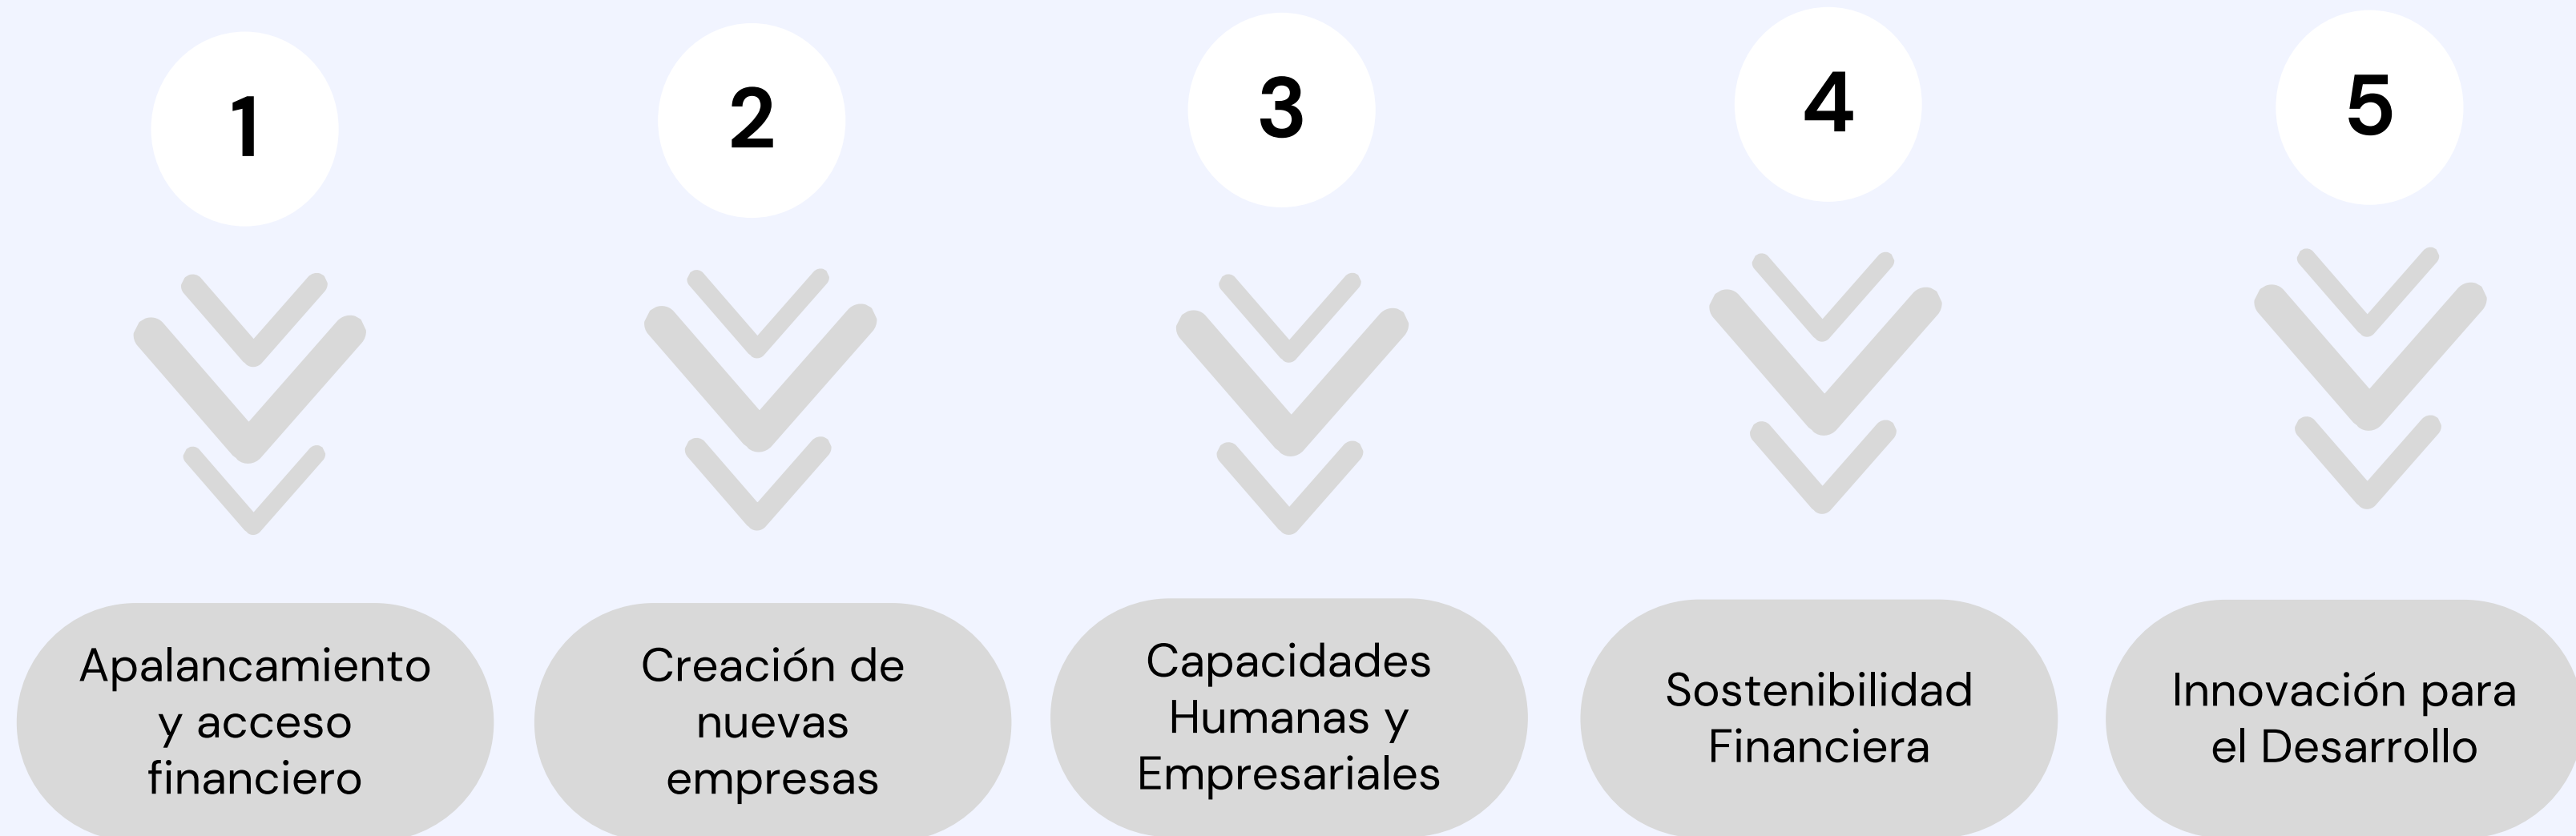 1
2
3
4
5
Apalancamiento
y acceso
financiero
Creación de
nuevas
empresas
Capacidades
Humanas y
Empresariales
Sostenibilidad
Financiera
Innovación para
el Desarrollo